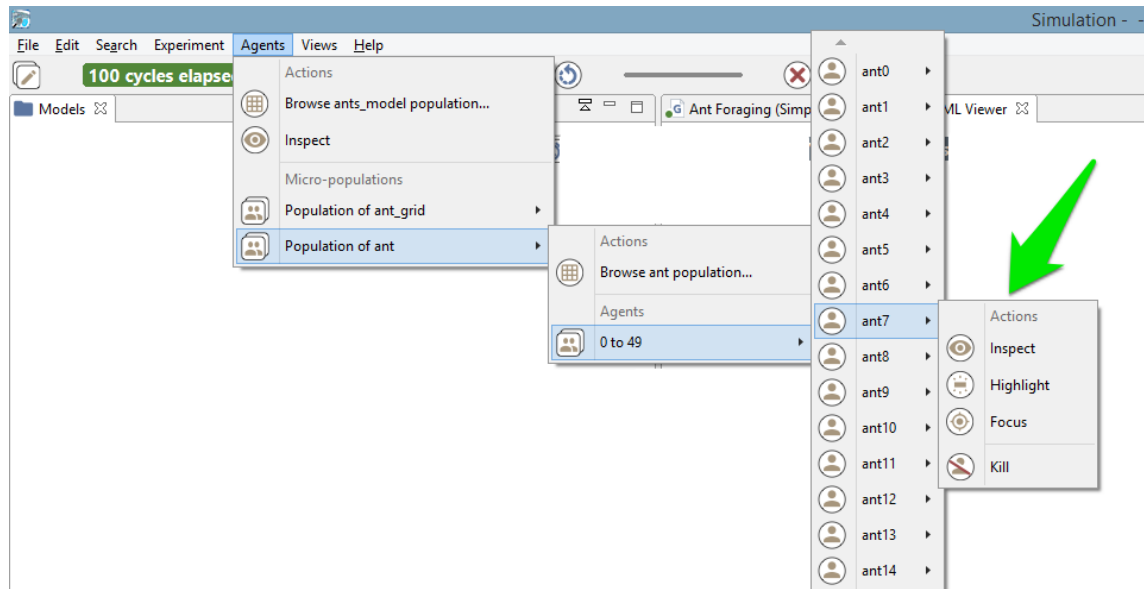 Simulation - -
File Edit Search Experiment Agents Views Help
100 cycles elapse
Models
Ant Foraging (Simp
ML Viewer
Actions
Browse ants_model population...
Inspect
Micro-populations
Population of ant_grid
Population of ant
Actions
Browse ant population...
Agents
0 to 49
ant0
ant1
ant2
ant3
ant4
ant5
ant6
ant7
ant8
ant9
ant10
ant11
ant12
ant13
ant14
Actions
Inspect
Highlight
Focus
Kill